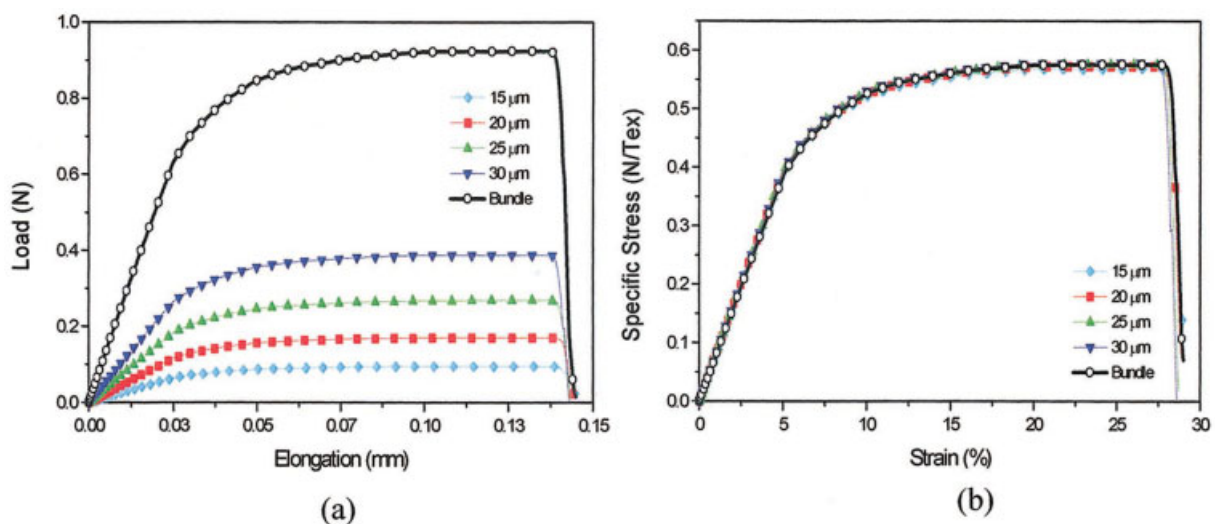 1.0
0.8
0.6
0.4
0.2
0.0
Load (N)
15 μm
20 μm
25 μm
30 μm
Bundle
0.00 0.03 0.05 0.07 0.10 0.13 0.15
Elongation (mm)
(a)
0.6
0.5
0.4
0.3
0.2
0.1
0.0
Specific Stress (N/Tex)
15 μm
20 μm
25 μm
30 μm
Bundle
0 5 10 15 20 25 30
Strain (%)
(b)